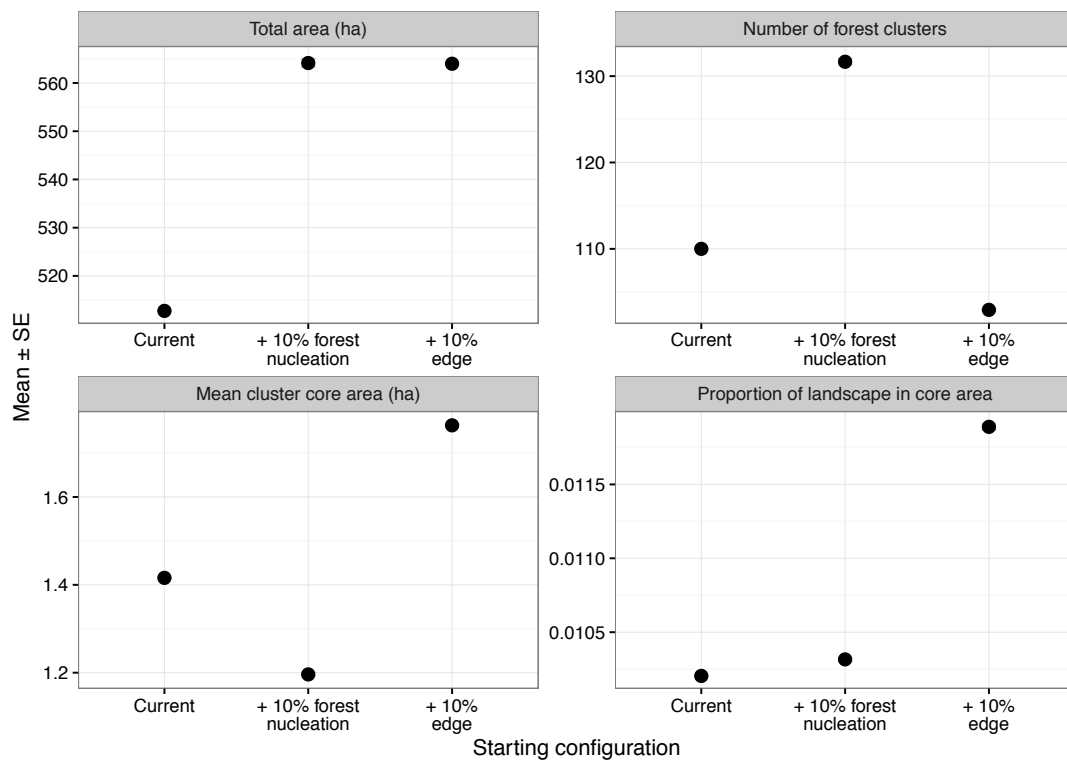 Total area (ha)
560
550
540
530
520
Current
+ 10% forest
nucleation
+ 10%
edge
Number of forest clusters
130
120
110
Current
+ 10% forest
nucleation
+ 10%
edge
Mean ± SE
Mean cluster core area (ha)
1.6
1.4
1.2
Current
+ 10% forest
nucleation
+ 10%
edge
Proportion of landscape in core area
0.0115
0.0110
0.0105
Current
+ 10% forest
nucleation
+ 10%
edge
Starting configuration